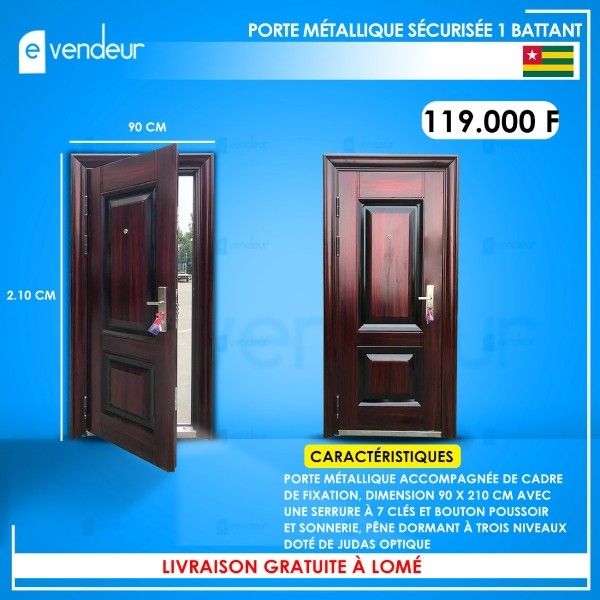 e vendeur
PORTE MÉTALLIQUE SÉCURISÉE 1 BATTANT
119.000 F
90 CM
2.10 CM
CARACTÉRISTIQUES
PORTE MÉTALLIQUE ACCOMPAGNÉE DE CADRE
DE FIXATION, DIMENSION 90 X 210 CM AVEC
UNE SERRURE À 7 CLÉS ET BOUTON POUSSOIR
ET SONNERIE, PÊNE DORMANT À TROIS NIVEAUX
DOTÉ DE JUDAS OPTIQUE
LIVRAISON GRATUITE À LOMÉ